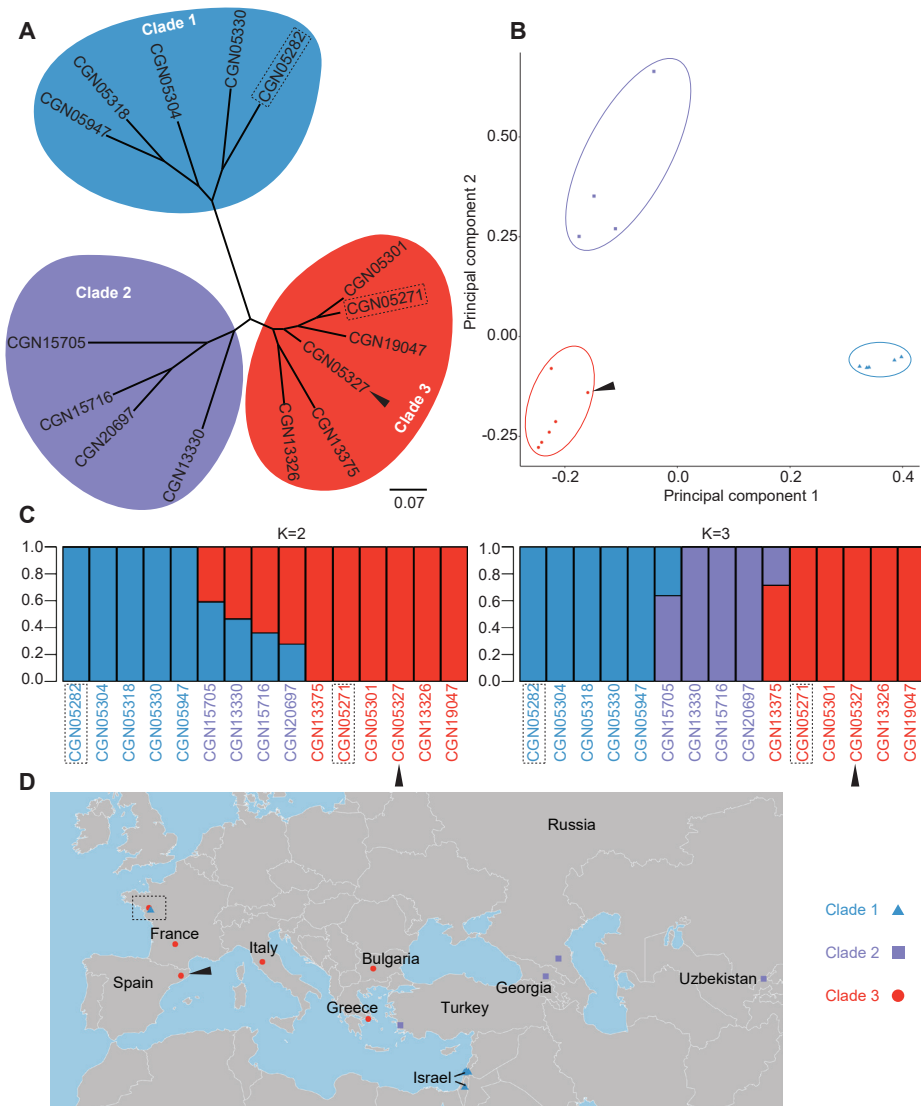 A
Clade 1
CGN05947
CGN05318
CGN05304
CGN05330
CGN05282
Clade 2
CGN15705
CGN15716
CGN20697
CGN13330
CGN05301
CGN05271
CGN19047
CGN05327
Clade 3
CGN13375
CGN13326
0.07
B
Principal component 2
0.50
0.25
0.00
-0.25
-0.2
0.0
0.2
0.4
Principal component 1
C
K=2
1.0
0.8
0.6
0.4
0.2
0.0
CGN05282
CGN05304
CGN05318
CGN05330
CGN05947
CGN15705
CGN13330
CGN15716
CGN20697
CGN13375
CGN05271
CGN05301
CGN05327
CGN13326
CGN19047
K=3
1.0
0.8
0.6
0.4
0.2
0.0
CGN05282
CGN05304
CGN05318
CGN05330
CGN05947
CGN15705
CGN13330
CGN15716
CGN20697
CGN13375
CGN05271
CGN05301
CGN05327
CGN13326
CGN19047
D
Russia
France
Italy
Bulgaria
Spain
Georgia
Uzbekistan
Greece
Turkey
Israel
Clade 1
Clade 2
Clade 3